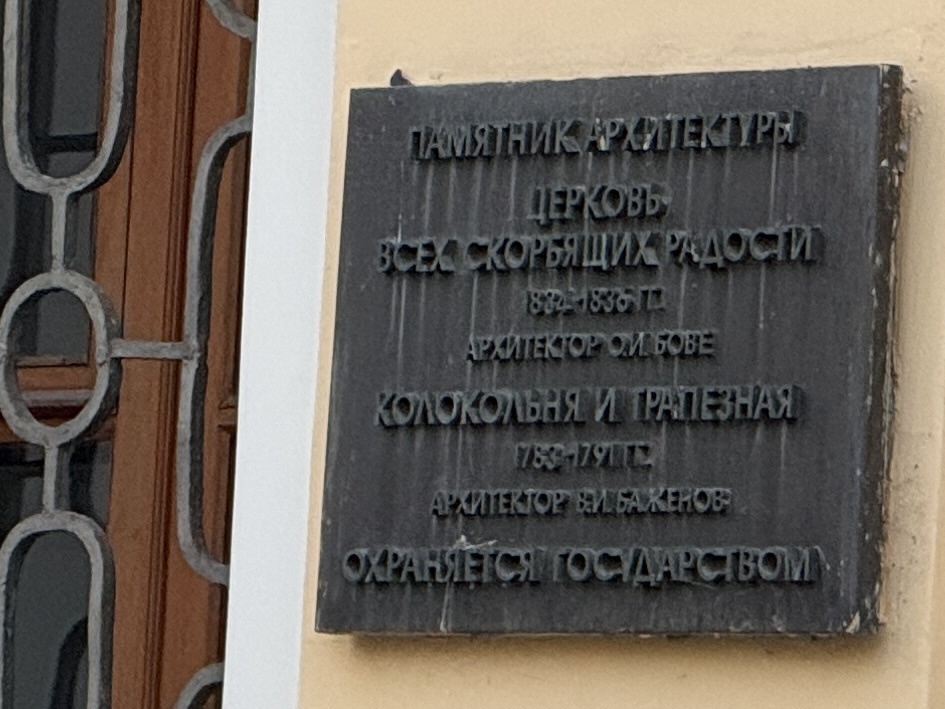 ПАМЯТНИК АРХИТЕКТУРЫ
ЦЕРКОВЬ
ВСЕХ СКОРБЯЩИХ РАДОСТИ
1832-1836 ГГ.
АРХИТЕКТОР О.И. БОВЕ
КОЛОКОЛЬНЯ И ТРАПЕЗНАЯ
1783-1791 ГГ.
АРХИТЕКТОР В.И. БАЖЕНОВ
ОХРАНЯЕТСЯ ГОСУДАРСТВОМ